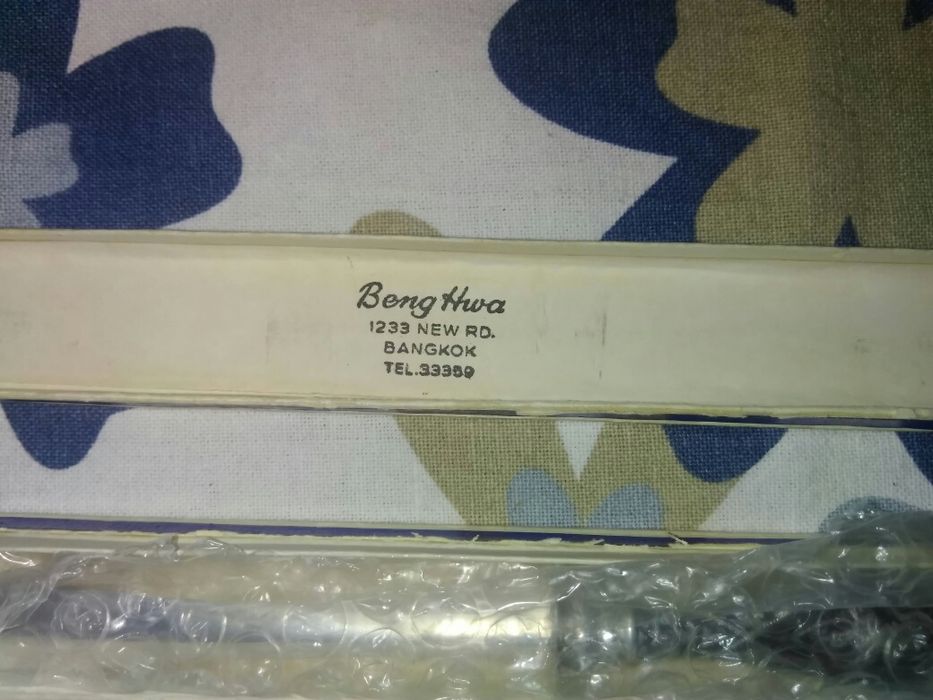 Beng Hwa
1233 NEW RD.
BANGKOK
TEL.33359